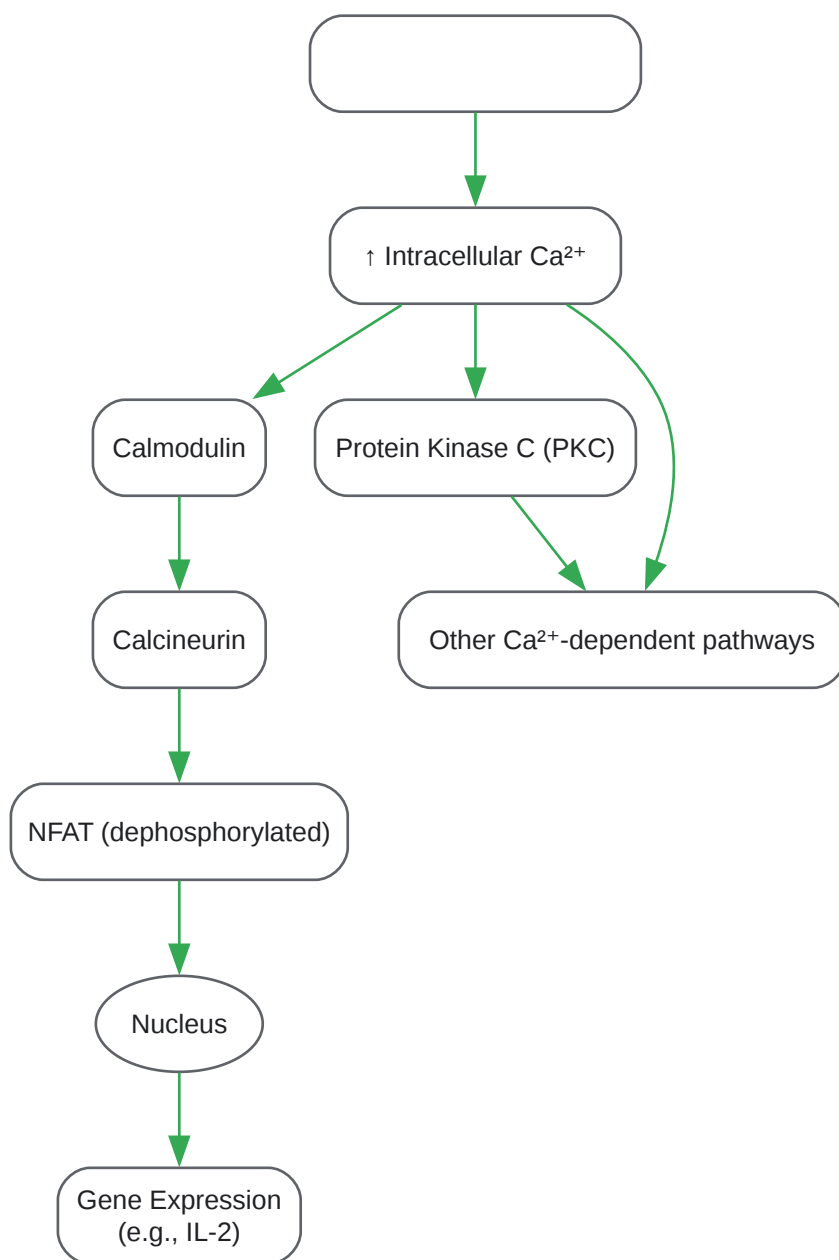 ↑ Intracellular Ca²⁺
Calmodulin
Protein Kinase C (PKC)
Calcineurin
Other Ca²⁺-dependent pathways
NFAT (dephosphorylated)
Nucleus
Gene Expression
(e.g., IL-2)